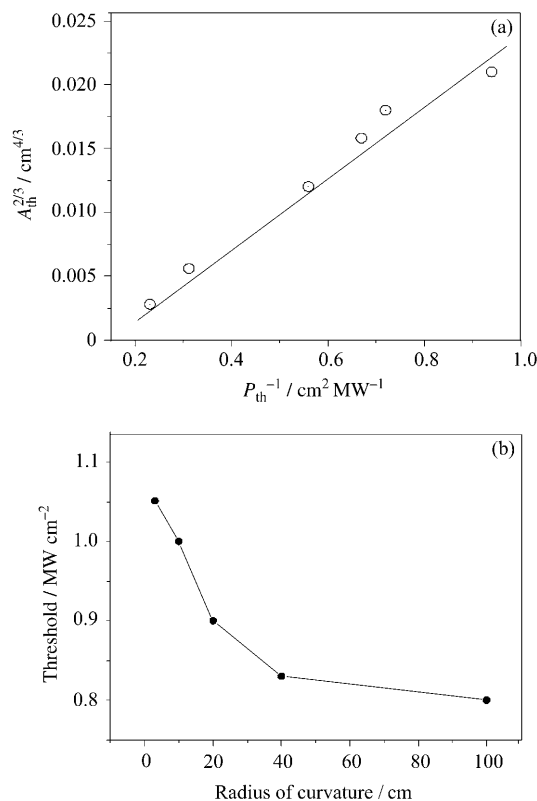 (a)
0.025
0.020
0.015
0.010
0.005
0
A_th^2/3 / cm^4/3
0.2 0.4 0.6 0.8 1.0
P_th^−1 / cm^2 MW^−1
(b)
1.1
1.0
0.9
0.8
Threshold / MW cm^−2
0 20 40 60 80 100
Radius of curvature / cm